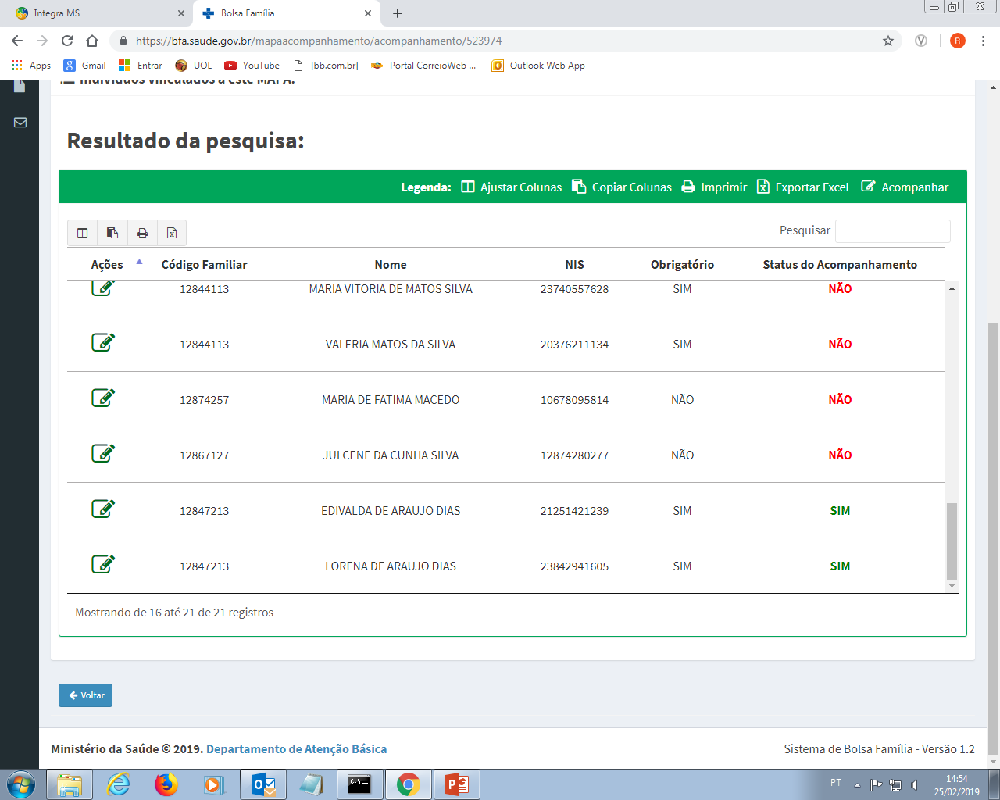 Integra MS
Bolsa Família
https://bfa.saude.gov.br/mapaacompanhamento/acompanhamento/523974
R
Apps Gmail Entrar UOL YouTube [bb.com.br] Portal CorreioWeb ... Outlook Web App
Indivíduos vinculados a este MAPA:
Resultado da pesquisa:
Legenda: Ajustar Colunas Copiar Colunas Imprimir Exportar Excel Acompanhar
Pesquisar
Ações Código Familiar Nome NIS Obrigatório Status do Acompanhamento
12844113 MARIA VITORIA DE MATOS SILVA 23740557628 SIM NÃO
12844113 VALERIA MATOS DA SILVA 20376211134 SIM NÃO
12874257 MARIA DE FATIMA MACEDO 10678095814 NÃO NÃO
12867127 JULCENE DA CUNHA SILVA 12874280277 NÃO NÃO
12847213 EDIVALDA DE ARAUJO DIAS 21251421239 SIM SIM
12847213 LORENA DE ARAUJO DIAS 23842941605 SIM SIM
Mostrando de 16 até 21 de 21 registros
Voltar
Ministério da Saúde © 2019. Departamento de Atenção Básica
Sistema de Bolsa Família - Versão 1.2
PT
14:54
25/02/2019